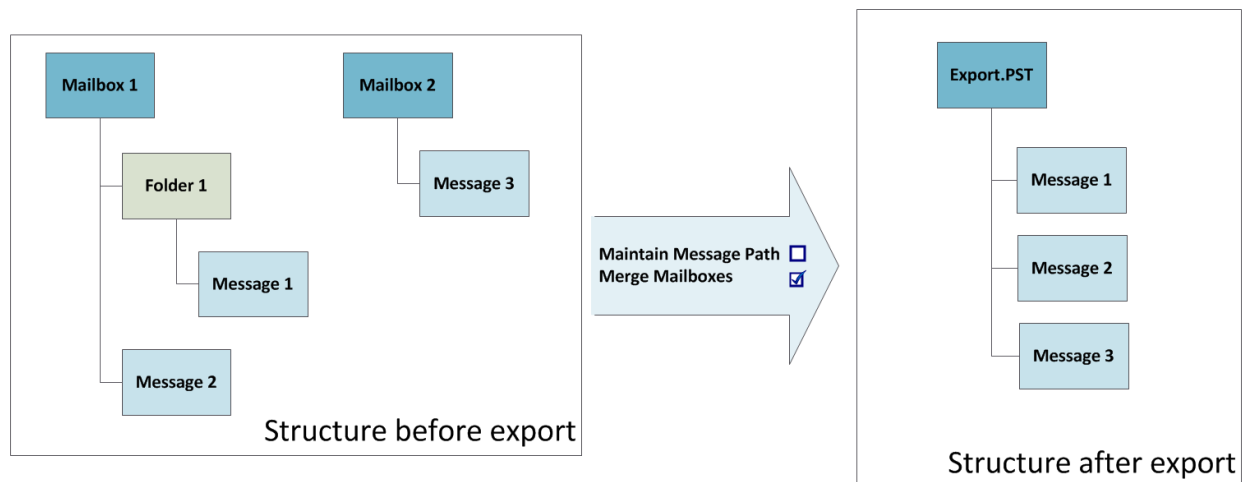 Mailbox 1
Mailbox 2
Folder 1
Message 3
Message 1
Message 2
Structure before export
Maintain Message Path
Merge Mailboxes
Export.PST
Message 1
Message 2
Message 3
Structure after export